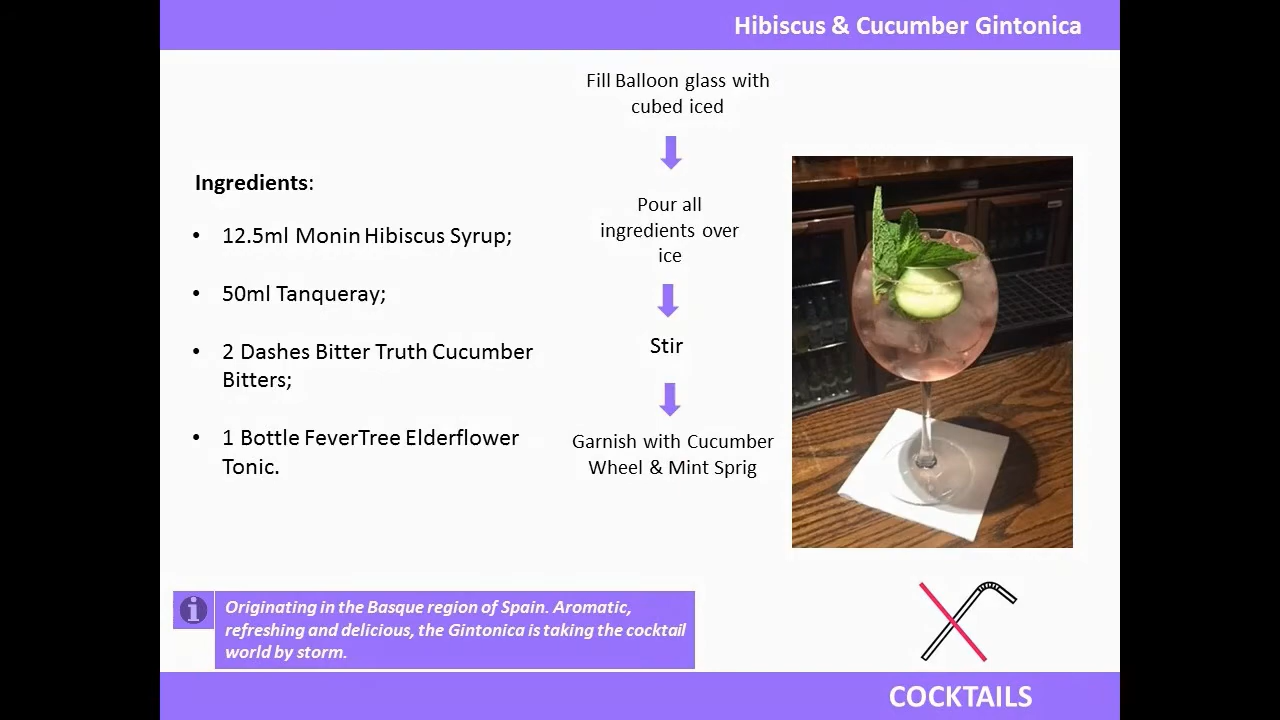 Hibiscus & Cucumber Gintonica
Fill Balloon glass with
cubed iced
Pour all
ingredients over
ice
Stir
Garnish with Cucumber
Wheel & Mint Sprig
Ingredients:
• 12.5ml Monin Hibiscus Syrup;
• 50ml Tanqueray;
• 2 Dashes Bitter Truth Cucumber
Bitters;
• 1 Bottle FeverTree Elderflower
Tonic.
i
Originating in the Basque region of Spain. Aromatic,
refreshing and delicious, the Gintonica is taking the cocktail
world by storm.
COCKTAILS